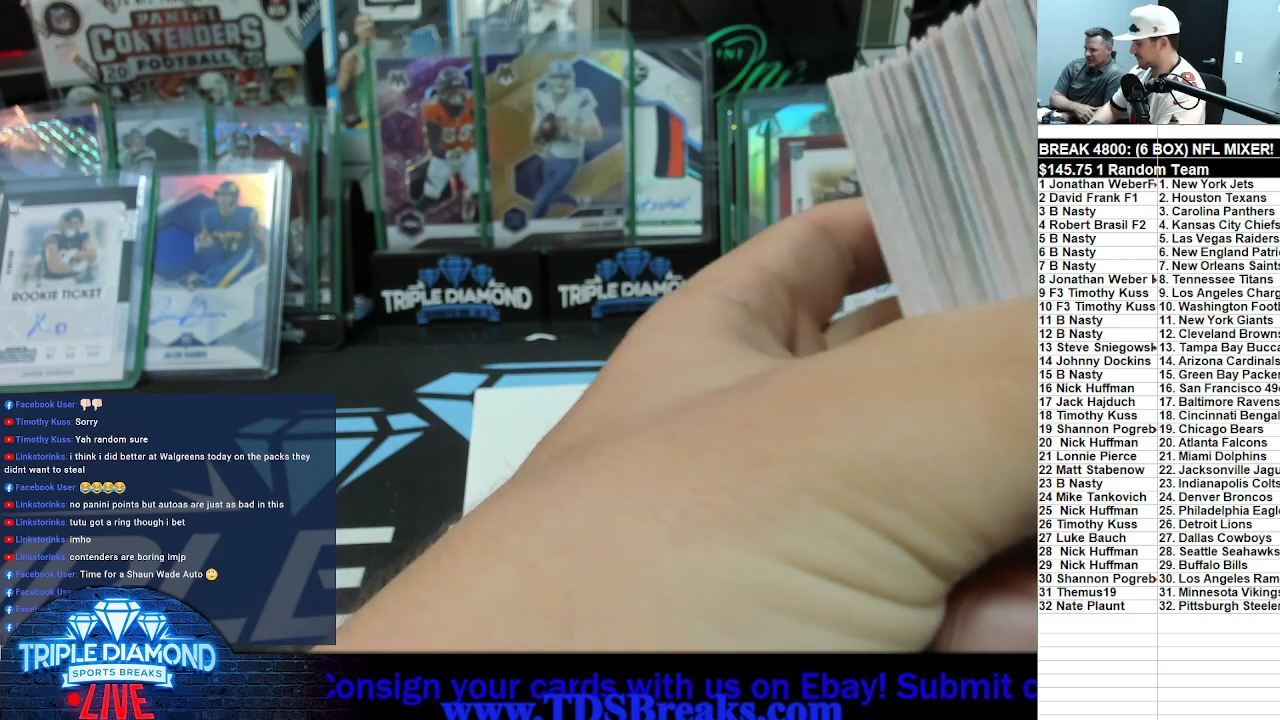 PANINI
CONTENDERS
20 FOOTBALL
ROOKIE TICKET
TRIPLE DIAMOND
TRIPLE DIAMOND
Facebook User: 👎🏻👎🏻
Timothy Kuss: Sorry
Timothy Kuss: Yah random sure
Linkstorinks: i think i did better at Walgreens today on the packs they
didnt want to steal
Facebook User: 😂😂😂😂
Linkstorinks: no panini points but autoas are just as bad in this
Linkstorinks: tutu got a ring though i bet
Linkstorinks: imho
Linkstorinks: contenders are boring lmjp
Facebook User: Time for a Shaun Wade Auto 🙄
Facebook Us
Faceb
TRIPLE DIAMOND
SPORTS BREAKS
LIVE
Consign your cards with us on Ebay! Submit
www.TDSBreaks.com
BREAK 4800: (6 BOX) NFL MIXER!
$145.75 1 Random Team
1 Jonathan WeberF 1. New York Jets
2 David Frank F1 2. Houston Texans
3 B Nasty 3. Carolina Panthers
4 Robert Brasil F2 4. Kansas City Chiefs
5 B Nasty 5. Las Vegas Raiders
6 B Nasty 6. New England Patri
7 B Nasty 7. New Orleans Saints
8 Jonathan Weber 8. Tennessee Titans
9 F3 Timothy Kuss 9. Los Angeles Charg
10 F5 Timothy Kuss 10. Washington Foot
11 B Nasty 11. New York Giants
12 B Nasty 12. Cleveland Browns
13 Steve Sniegowsk 13. Tampa Bay Bucca
14 Johnny Dockins 14. Arizona Cardinals
15 B Nasty 15. Green Bay Packer
16 Nick Huffman 16. San Francisco 49
17 Jack Hajduch 17. Baltimore Ravens
18 Timothy Kuss 18. Cincinnati Bengal
19 Shannon Pogreb 19. Chicago Bears
20 Nick Huffman 20. Atlanta Falcons
21 Lonnie Pierce 21. Miami Dolphins
22 Matt Stabenow 22. Jacksonville Jagu
23 B Nasty 23. Indianapolis Colts
24 Mike Tankovich 24. Denver Broncos
25 Nick Huffman 25. Philadelphia Eagl
26 Timothy Kuss 26. Detroit Lions
27 Luke Bauch 27. Dallas Cowboys
28 Nick Huffman 28. Seattle Seahawks
29 Nick Huffman 29. Buffalo Bills
30 Shannon Pogreb 30. Los Angeles Ram
31 Themus19 31. Minnesota Vikings
32 Nate Plaunt 32. Pittsburgh Steele